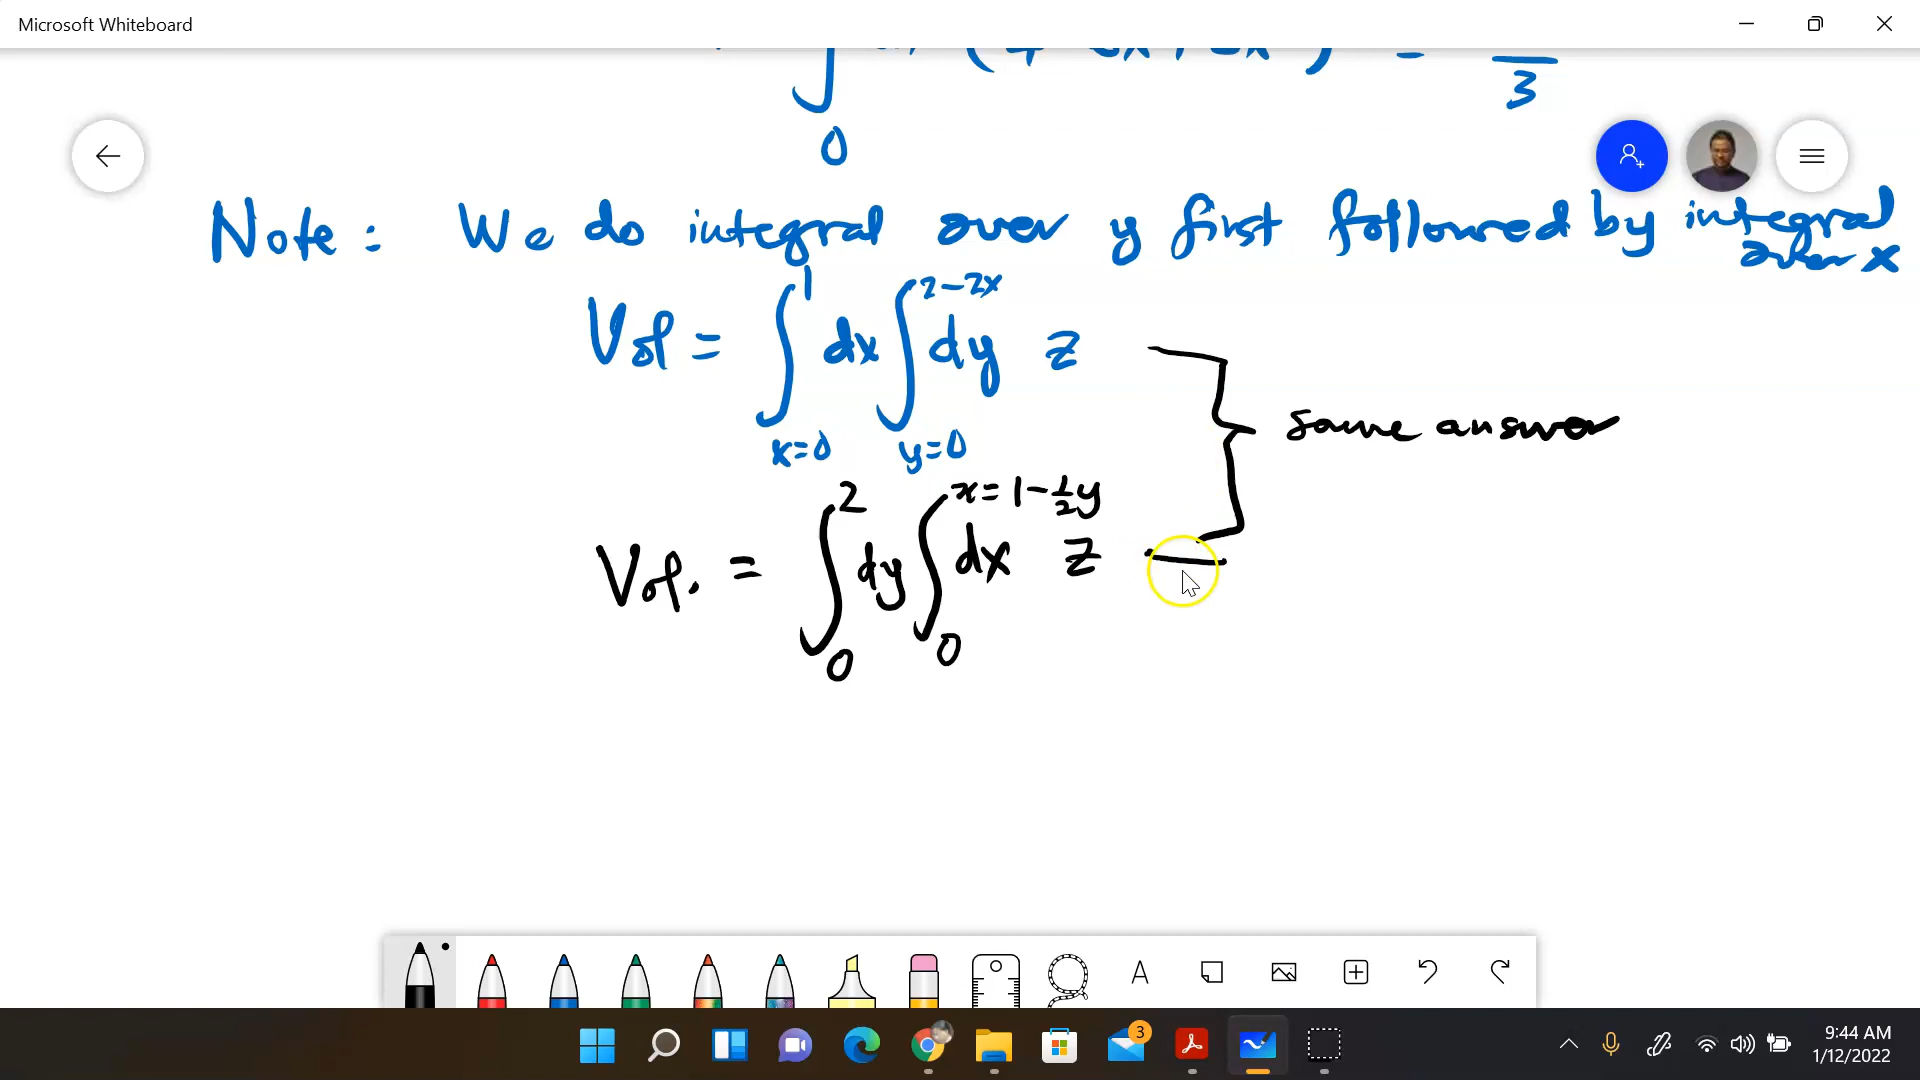 Microsoft Whiteboard
3
0
Note: We do integral over y first followed by integral over x
Vol = ∫_{x=0}^{1} dx ∫_{y=0}^{2-2x} dy z
same answer
Vol. = ∫_{0}^{2} dy ∫_{0}^{x=1-½y} dx z
A
3
9:44 AM
1/12/2022